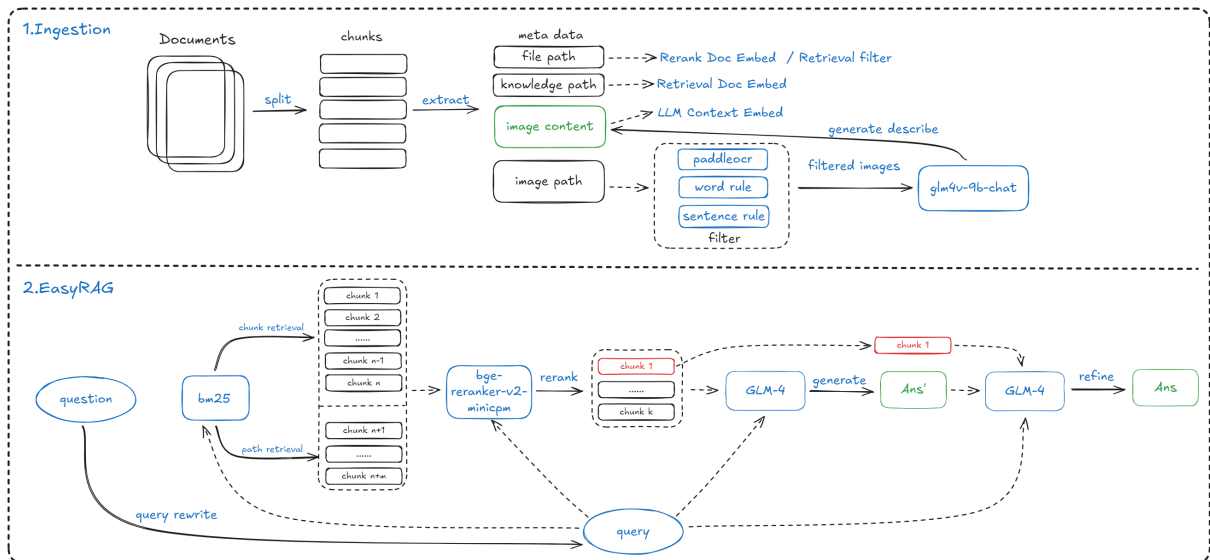 1.Ingestion
Documents
chunks
meta data
file path
Rerank Doc Embed / Retrieval filter
knowledge path
Retrieval Doc Embed
split
extract
LLM Context Embed
image content
generate describe
paddleocr
filtered images
image path
word rule
glm4v-9b-chat
sentence rule
filter
2.EasyRAG
chunk 1
chunk 2
......
chunk n-1
chunk n
chunk retrieval
chunk n+1
......
chunk n+m
path retrieval
question
bm25
bge-
reranker-v2-
minicpm
rerank
chunk 1
......
chunk k
chunk 1
GLM-4
generate
Ans'
GLM-4
refine
Ans
query rewrite
query